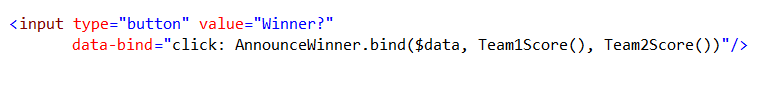 <input type="button" value="Winner?"
data-bind="click: AnnounceWinner.bind($data, Team1Score(), Team2Score())"/>